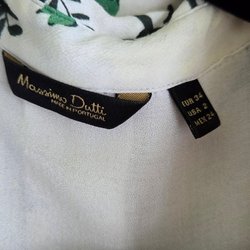 Massimo Dutti
MADE IN PORTUGAL
EUR 34
USA 2
MEX 24